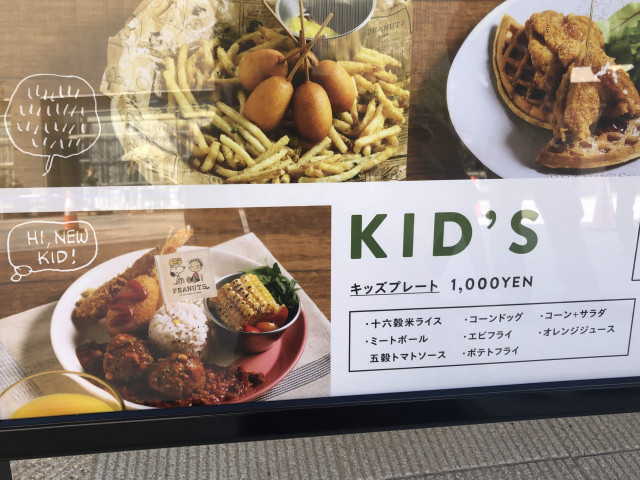 PEANUTS
HI, NEW
KID!
PEANUTS
KID'S
キッズプレート 1,000YEN
・十六穀米ライス ・コーンドッグ ・コーン+サラダ
・ミートボール ・エビフライ ・オレンジジュース
五穀トマトソース ・ポテトフライ